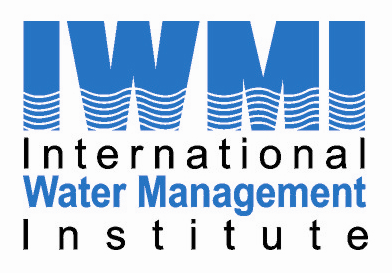 IWMI
International
Water Management
Institute